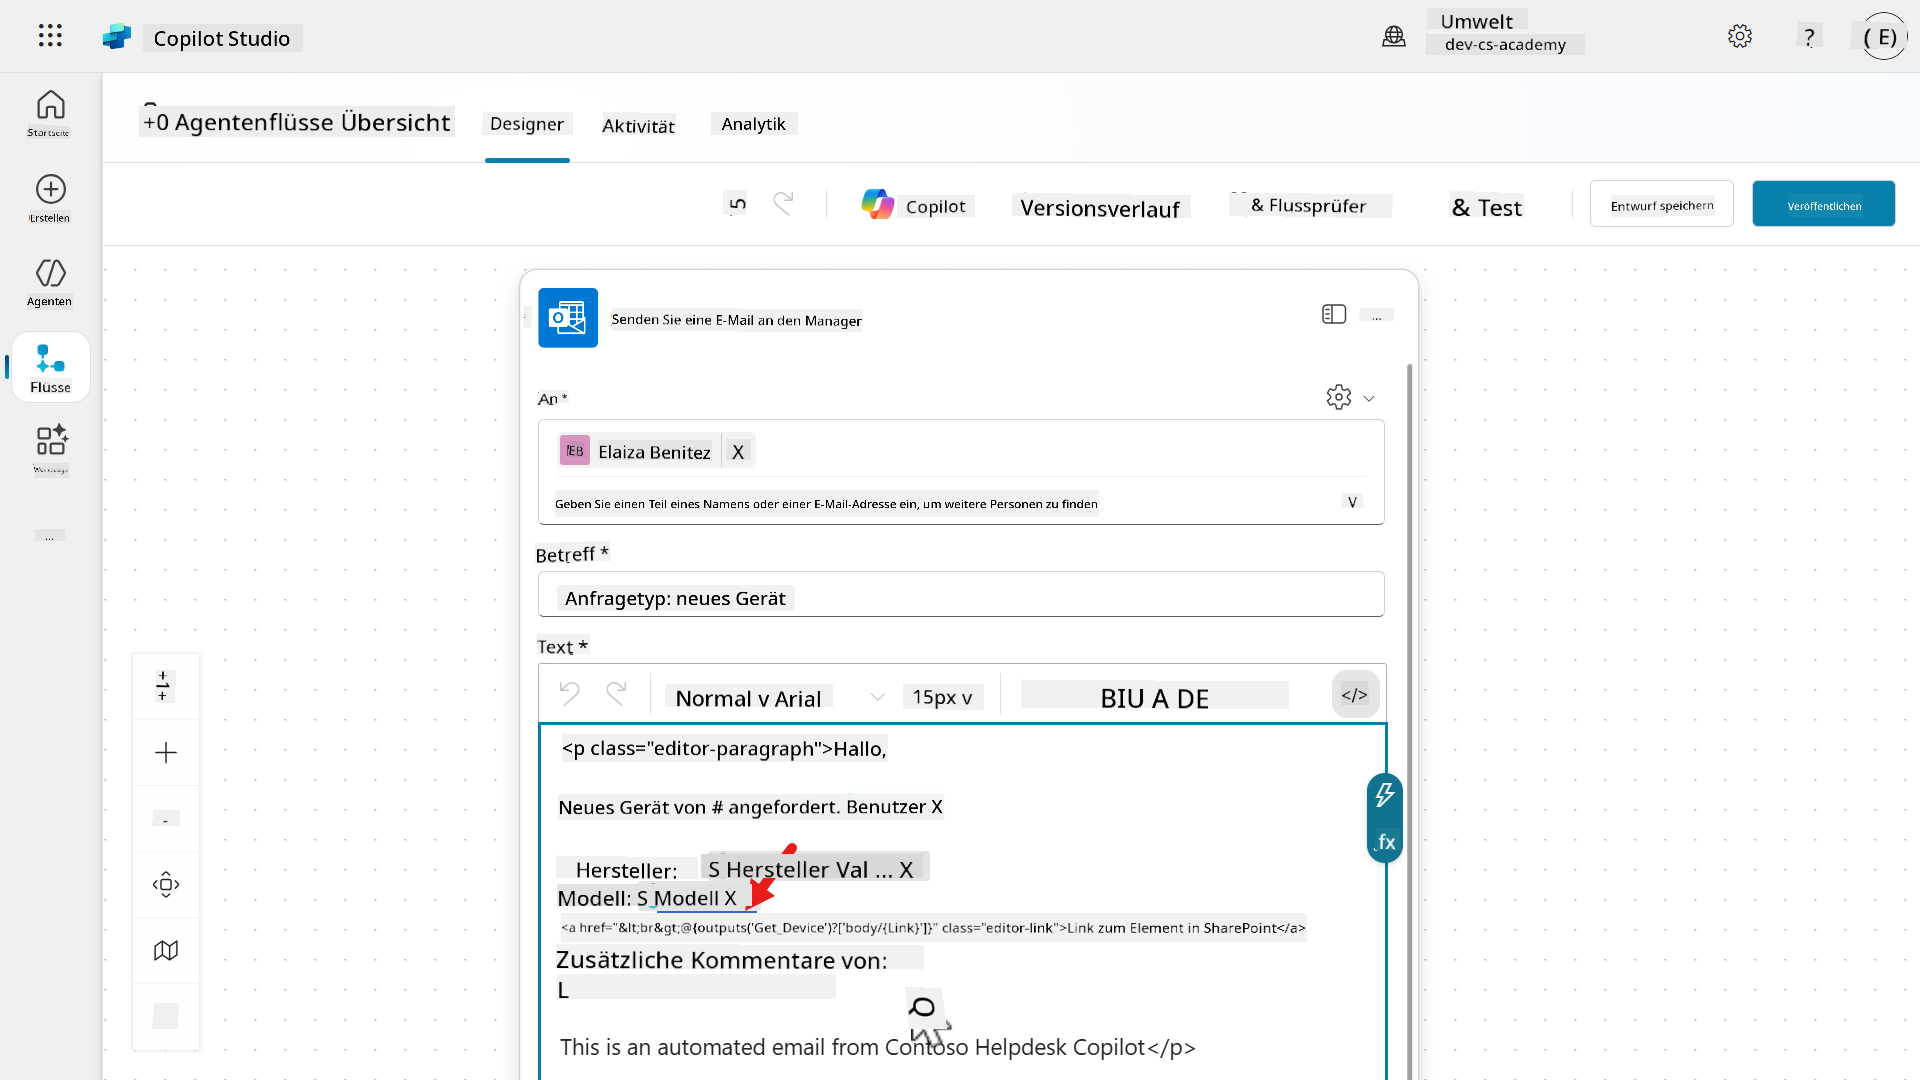 Copilot Studio
Umwelt
dev-cs-academy
?
( E)
Startseite
+0 Agentenflüsse Übersicht
Designer
Aktivität
Analytik
Erstellen
Copilot
Versionsverlauf
& Flussprüfer
& Test
Entwurf speichern
Veröffentlichen
Agenten
Flüsse
...
Senden Sie eine E-Mail an den Manager
...
An *
EB Elaiza Benitez X
Geben Sie einen Teil eines Namens oder einer E-Mail-Adresse ein, um weitere Personen zu finden V
Betreff *
Anfragetyp: neues Gerät
Text *
Normal v Arial
15px v
BIU A DE
</>
<p class="editor-paragraph">Hallo,
Neues Gerät von # angefordert. Benutzer X
fx
Hersteller: S Hersteller Val ... X
Modell: S Modell X
<a href="&lt;br&gt;@{outputs('Get_Device')?['body/{Link}']}" class="editor-link">Link zum Element in SharePoint</a>
Zusätzliche Kommentare von:
L
This is an automated email from Contoso Helpdesk Copilot</p>